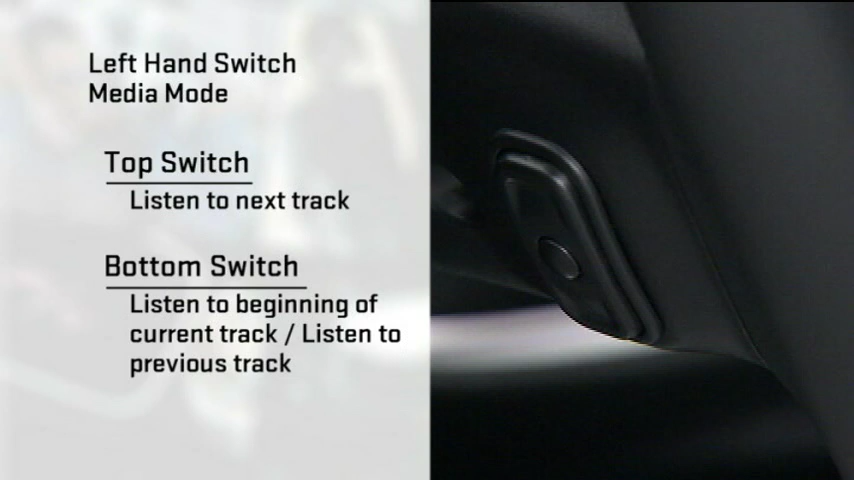 Left Hand Switch
Media Mode
Top Switch
Listen to next track
Bottom Switch
Listen to beginning of
current track / Listen to
previous track